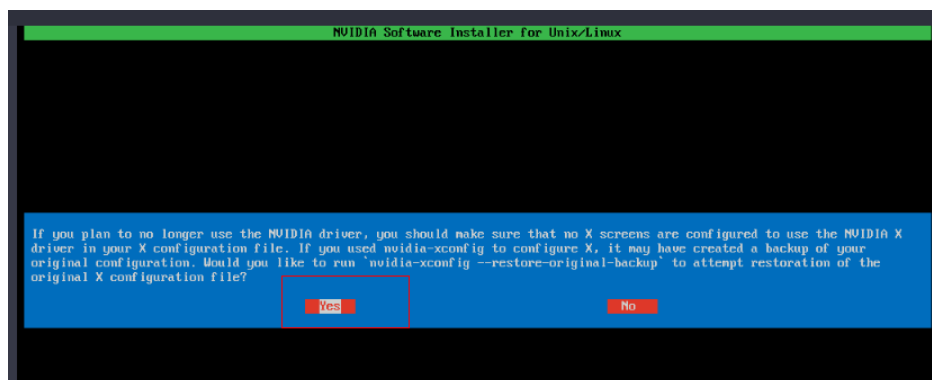 NVIDIA Software Installer for Unix/Linux
If you plan to no longer use the NVIDIA driver, you should make sure that no X screens are configured to use the NVIDIA X
driver in your X configuration file. If you used nvidia-xconfig to configure X, it may have created a backup of your
original configuration. Would you like to run `nvidia-xconfig --restore-original-backup` to attempt restoration of the
original X configuration file?
Yes No